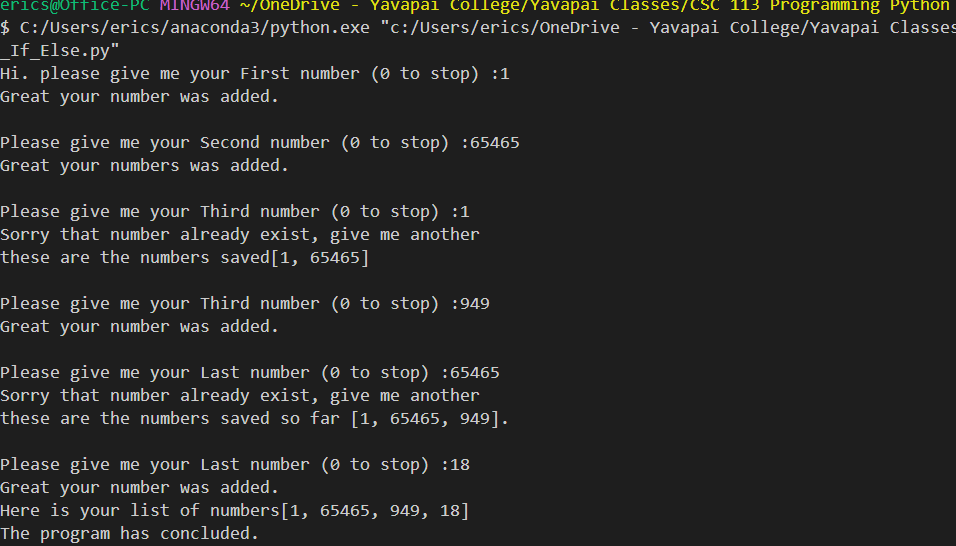 erics@Office-PC MINGW64 ~/OneDrive - Yavapai College/Yavapai Classes/CSC 113 Programming Python
$ C:/Users/erics/anaconda3/python.exe "c:/Users/erics/OneDrive - Yavapai College/Yavapai Classes
_If_Else.py"
Hi. please give me your First number (0 to stop) :1
Great your number was added.
Please give me your Second number (0 to stop) :65465
Great your numbers was added.
Please give me your Third number (0 to stop) :1
Sorry that number already exist, give me another
these are the numbers saved[1, 65465]
Please give me your Third number (0 to stop) :949
Great your number was added.
Please give me your Last number (0 to stop) :65465
Sorry that number already exist, give me another
these are the numbers saved so far [1, 65465, 949].
Please give me your Last number (0 to stop) :18
Great your number was added.
Here is your list of numbers[1, 65465, 949, 18]
The program has concluded.